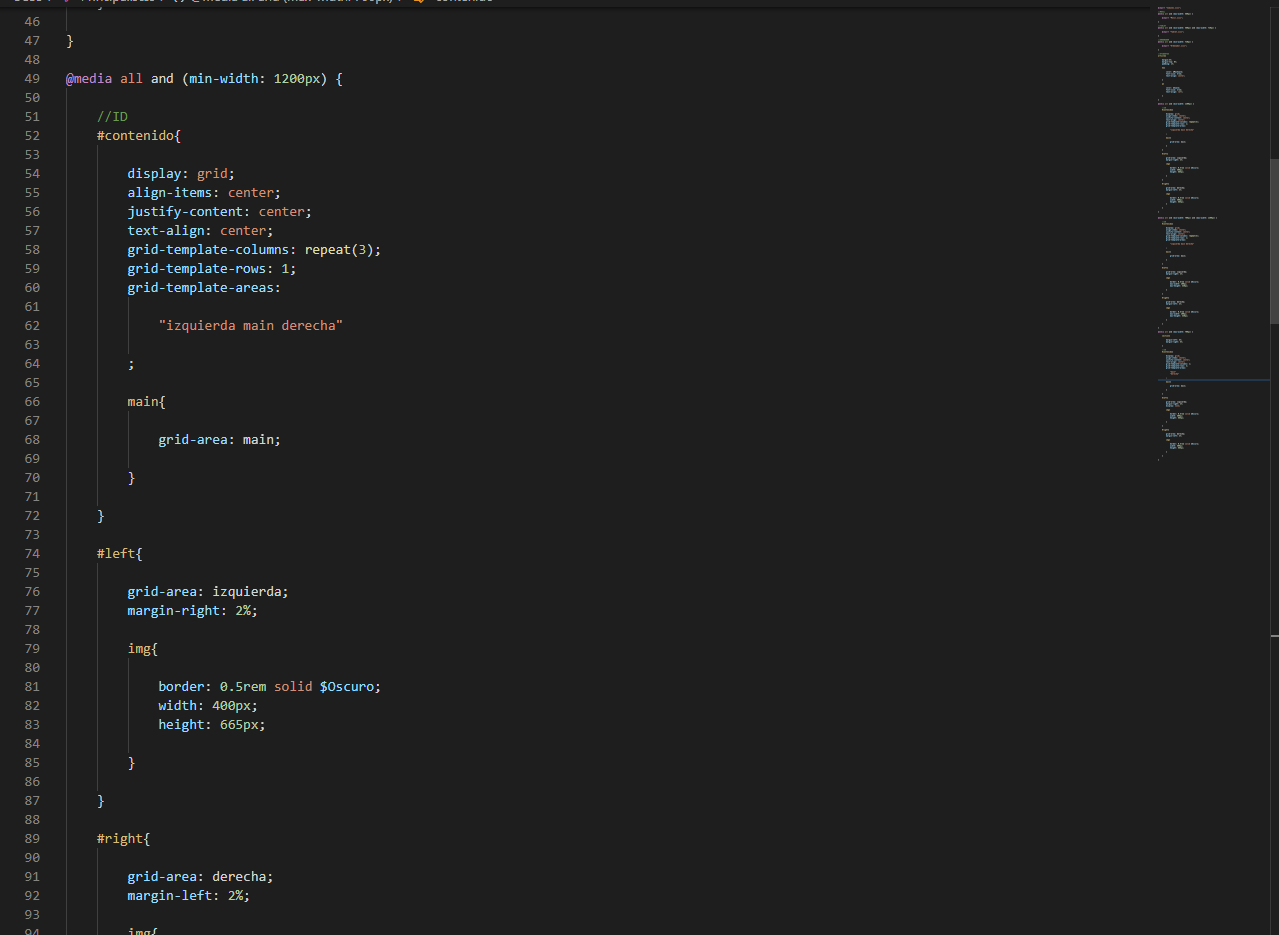 46
47 }
48
49 @media all and (min-width: 1200px) {
50
51 //ID
52 #contenido{
53
54 display: grid;
55 align-items: center;
56 justify-content: center;
57 text-align: center;
58 grid-template-columns: repeat(3);
59 grid-template-rows: 1;
60 grid-template-areas:
61
62 "izquierda main derecha"
63
64 ;
65
66 main{
67
68 grid-area: main;
69
70 }
71
72 }
73
74 #left{
75
76 grid-area: izquierda;
77 margin-right: 2%;
78
79 img{
80
81 border: 0.5rem solid $Oscuro;
82 width: 400px;
83 height: 665px;
84
85 }
86
87 }
88
89 #right{
90
91 grid-area: derecha;
92 margin-left: 2%;
93
94 img{